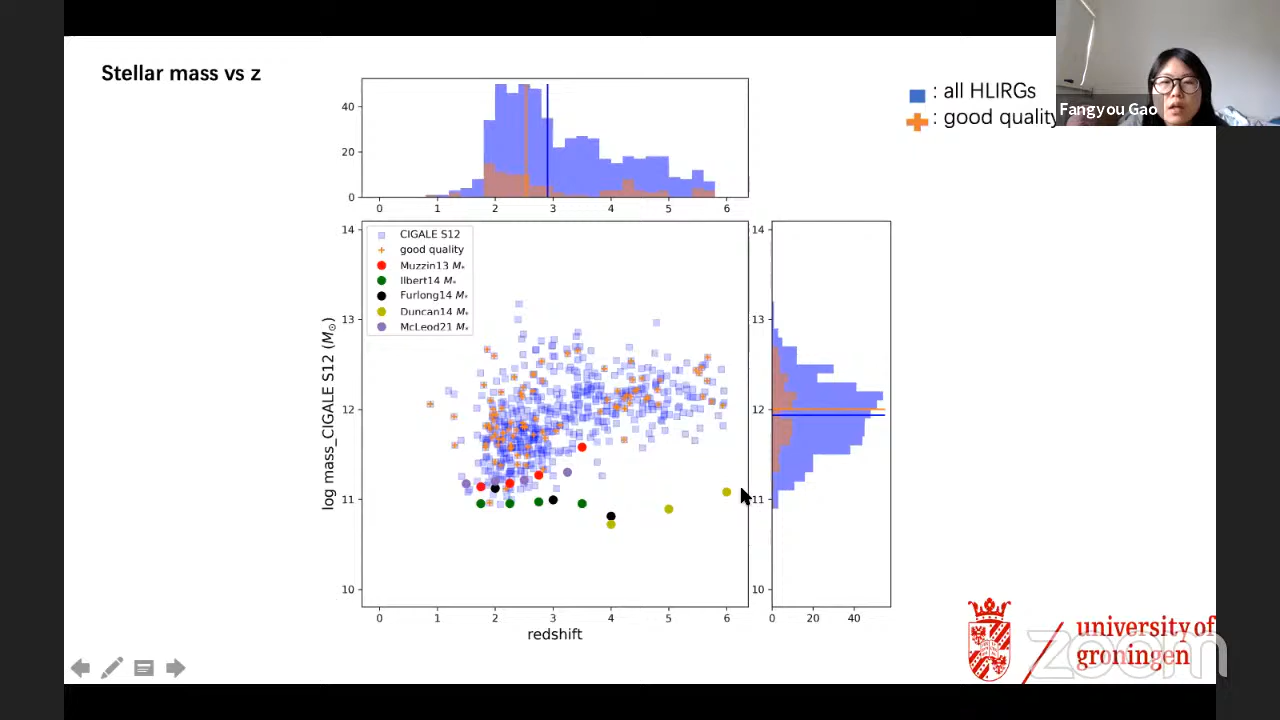 Stellar mass vs z
: all HLIRGs
: good quality
Fangyou Gao
40
20
0
0 1 2 3 4 5 6
14
13
12
11
10
CIGALE S12
good quality
Muzzin13 M*
Ilbert14 M*
Furlong14 M*
Duncan14 M*
McLeod21 M*
log mass_CIGALE S12 (M⊙)
0 1 2 3 4 5 6
redshift
14
13
12
11
10
0 20 40
university of
groningen
zoom